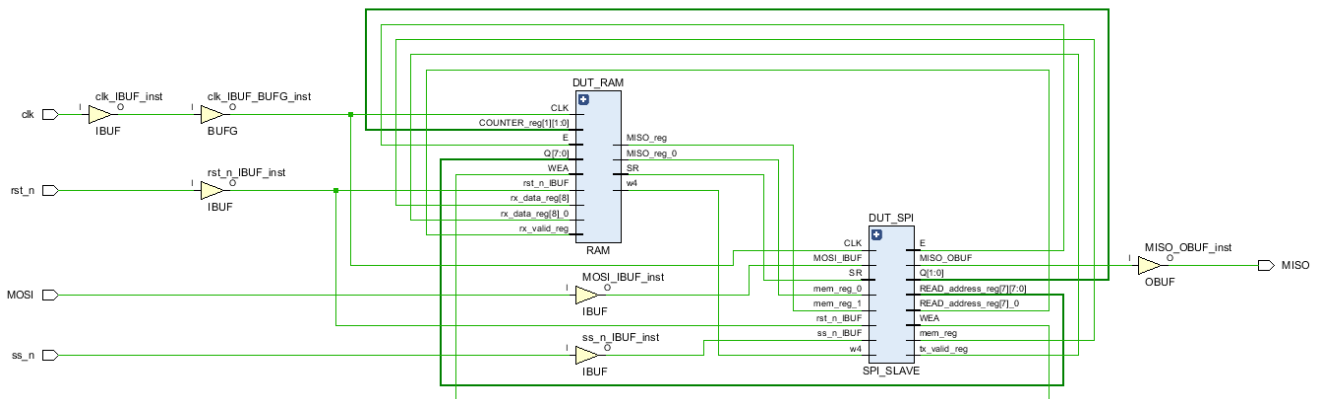 clk
I
clk_IBUF_inst
O
IBUF
I
clk_IBUF_BUFG_inst
O
BUFG
rst_n
I
rst_n_IBUF_inst
O
IBUF
MOSI
I
MOSI_IBUF_inst
O
IBUF
ss_n
I
ss_n_IBUF_inst
O
IBUF
DUT_RAM
CLK
COUNTER_reg[1][1:0]
E
Q[7:0]
WEA
rst_n_IBUF
rx_data_reg[8]
rx_data_reg[8]_0
rx_valid_reg
MISO_reg
MISO_reg_0
SR
w4
RAM
DUT_SPI
CLK
MOSI_IBUF
SR
mem_reg_0
mem_reg_1
rst_n_IBUF
ss_n_IBUF
w4
E
MISO_OBUF
Q[1:0]
READ_address_reg[7][7:0]
READ_address_reg[7]_0
WEA
mem_reg
tx_valid_reg
SPI_SLAVE
I
MISO_OBUF_inst
O
OBUF
MISO